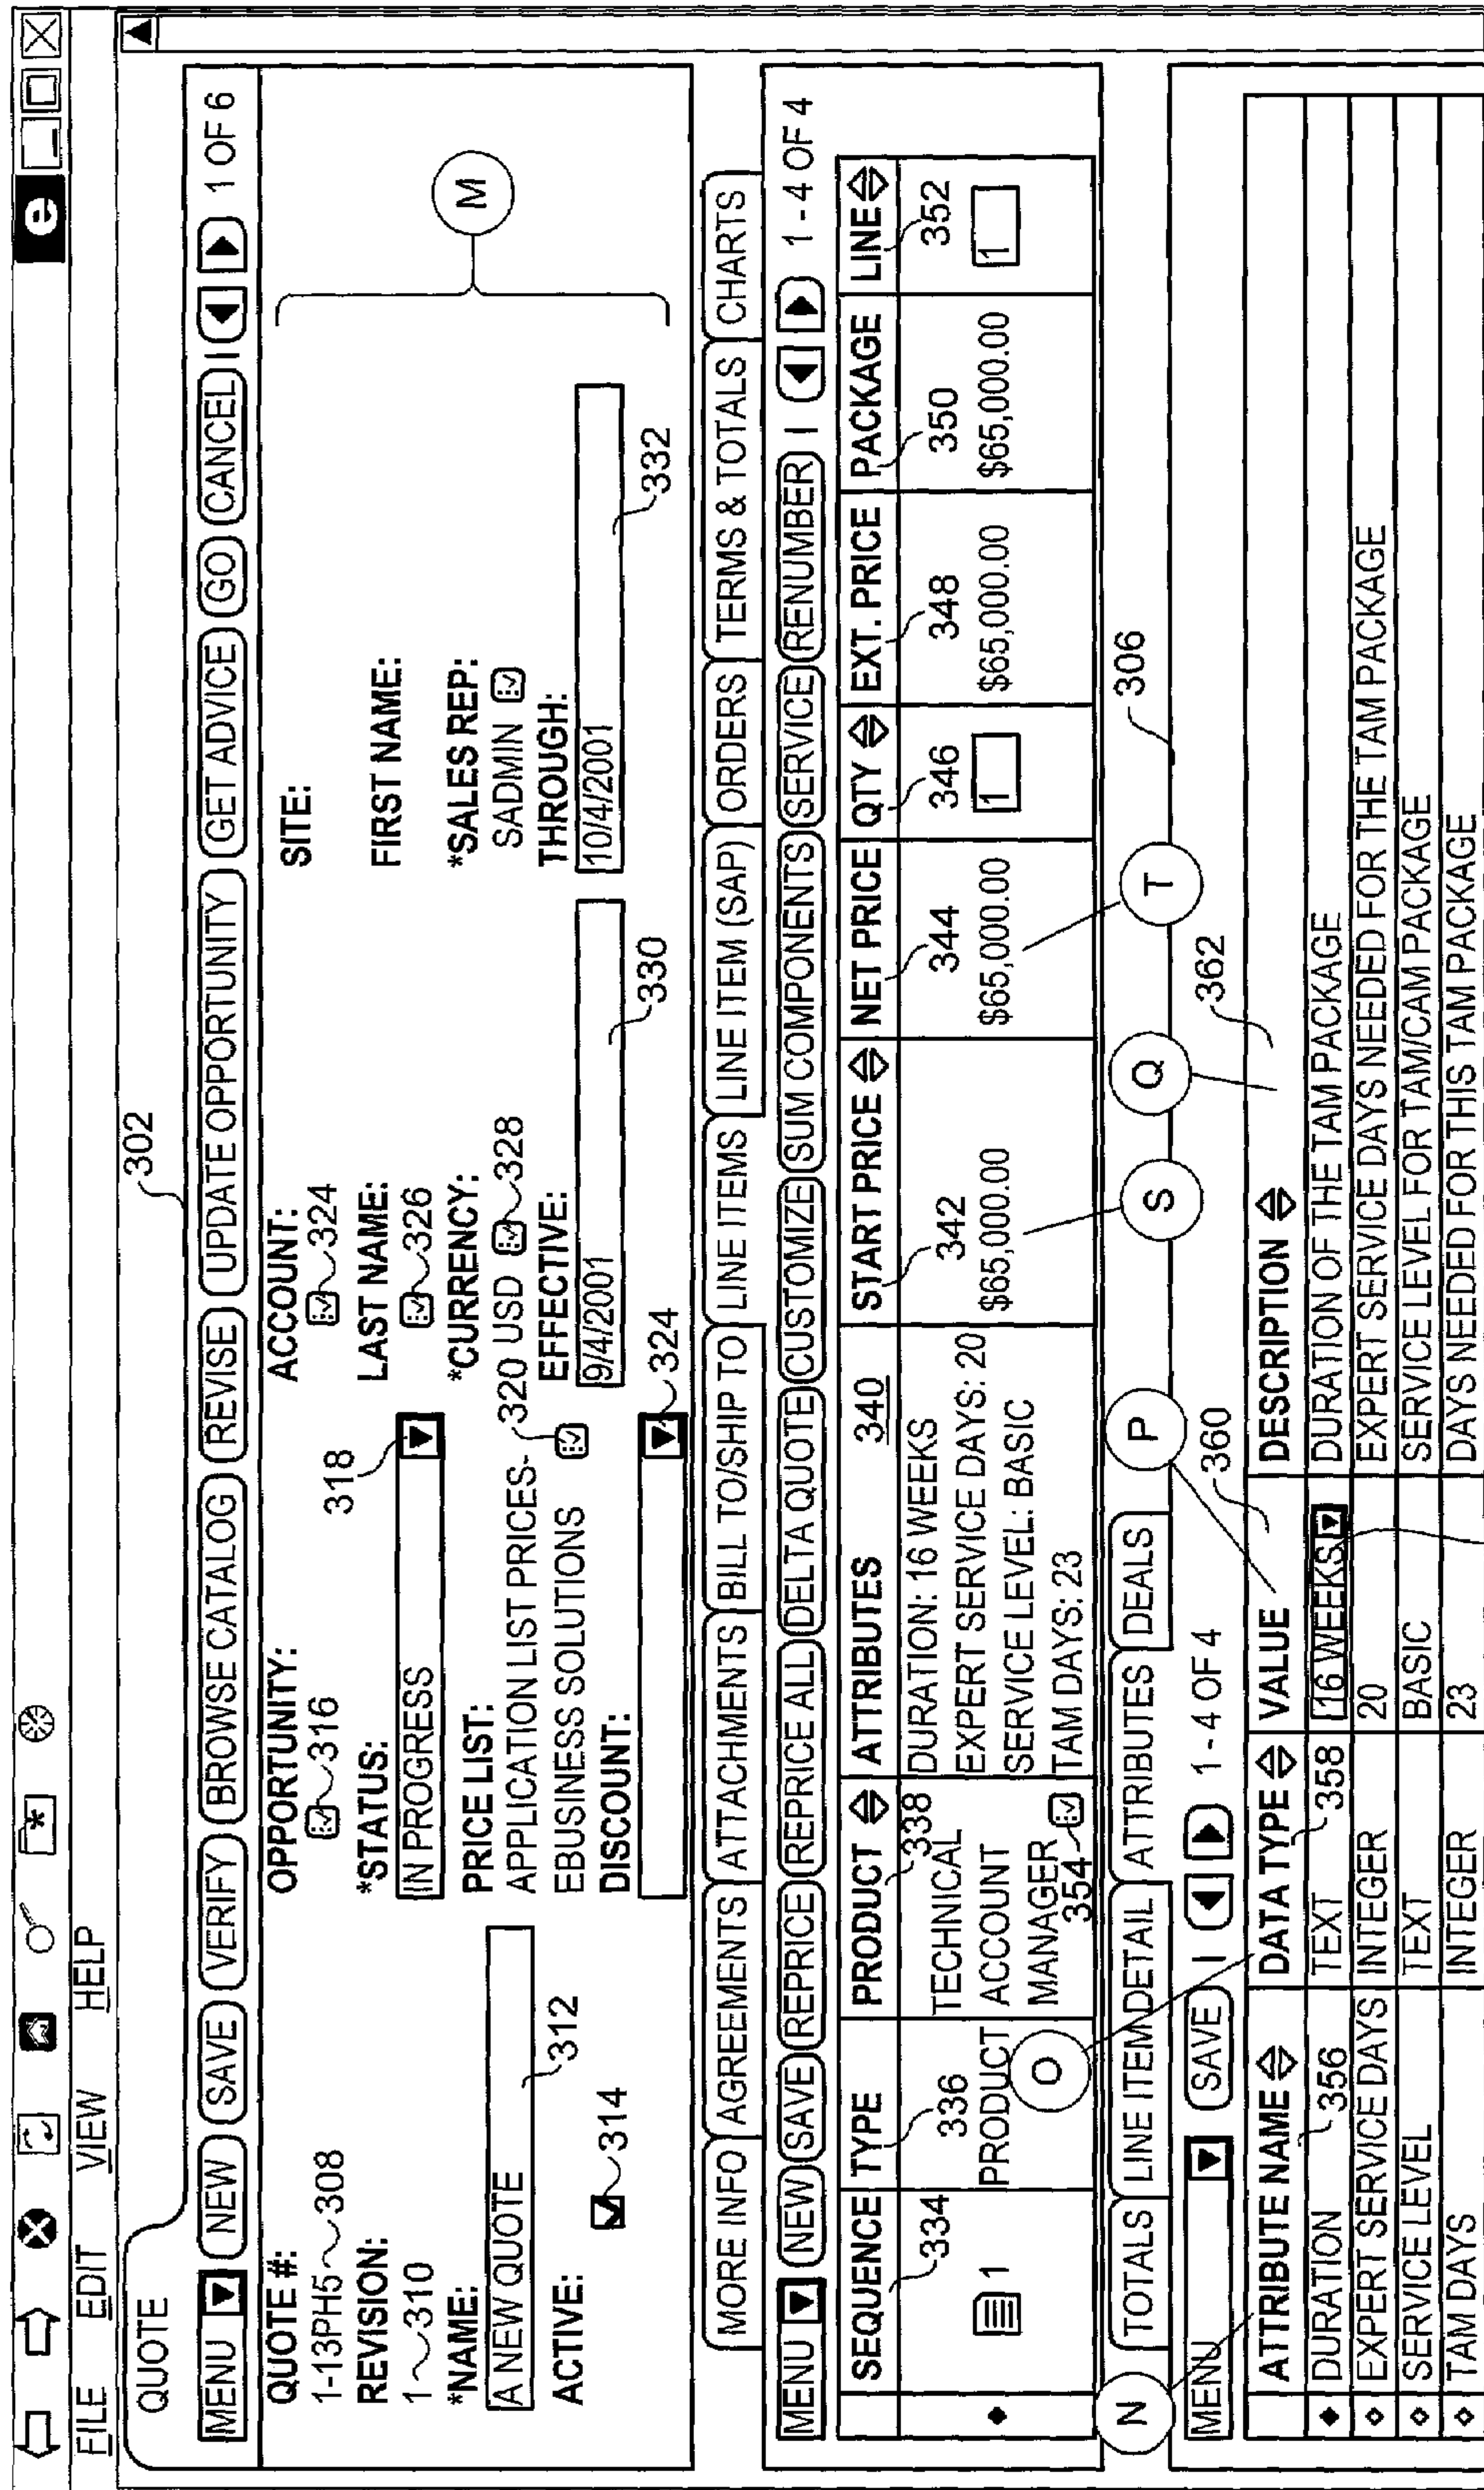 FILE EDIT VIEW HELP
e
302
QUOTE
MENU NEW SAVE VERIFY BROWSE CATALOG REVISE UPDATE OPPORTUNITY GET ADVICE GO CANCEL 1 OF 6
QUOTE #:
1-13PH5 308
REVISION:
1 310
*NAME:
A NEW QUOTE
312
ACTIVE:
314
OPPORTUNITY:
316
*STATUS:
318
IN PROGRESS
PRICE LIST:
APPLICATION LIST PRICES- 320
EBUSINESS SOLUTIONS
DISCOUNT:
324
ACCOUNT:
324
LAST NAME:
326
*CURRENCY:
USD 328
EFFECTIVE:
9/4/2001
330
SITE:
FIRST NAME:
*SALES REP:
SADMIN
THROUGH:
10/4/2001
332
M
MORE INFO AGREEMENTS ATTACHMENTS BILL TO/SHIP TO LINE ITEMS LINE ITEM (SAP) ORDERS TERMS & TOTALS CHARTS
MENU NEW SAVE REPRICE REPRICE ALL DELTA QUOTE CUSTOMIZE SUM COMPONENTS SERVICE RENUMBER 1 - 4 OF 4
SEQUENCE TYPE PRODUCT ATTRIBUTES START PRICE NET PRICE QTY EXT. PRICE PACKAGE LINE
334 336 338 340 342 344 346 348 350 352
1 PRODUCT
TECHNICAL
ACCOUNT
MANAGER
354
DURATION: 16 WEEKS
EXPERT SERVICE DAYS: 20
SERVICE LEVEL: BASIC
TAM DAYS: 23
$65,000.00 $65,000.00 1 $65,000.00 $65,000.00 1
N O P S Q T
306
TOTALS LINE ITEM DETAIL ATTRIBUTES DEALS
MENU SAVE 1 - 4 OF 4
360 362
ATTRIBUTE NAME DATA TYPE VALUE DESCRIPTION
356 358
DURATION TEXT 16 WEEKS DURATION OF THE TAM PACKAGE
EXPERT SERVICE DAYS INTEGER 20 EXPERT SERVICE DAYS NEEDED FOR THE TAM PACKAGE
SERVICE LEVEL TEXT BASIC SERVICE LEVEL FOR TAM/CAM PACKAGE
TAM DAYS INTEGER 23 DAYS NEEDED FOR THIS TAM PACKAGE